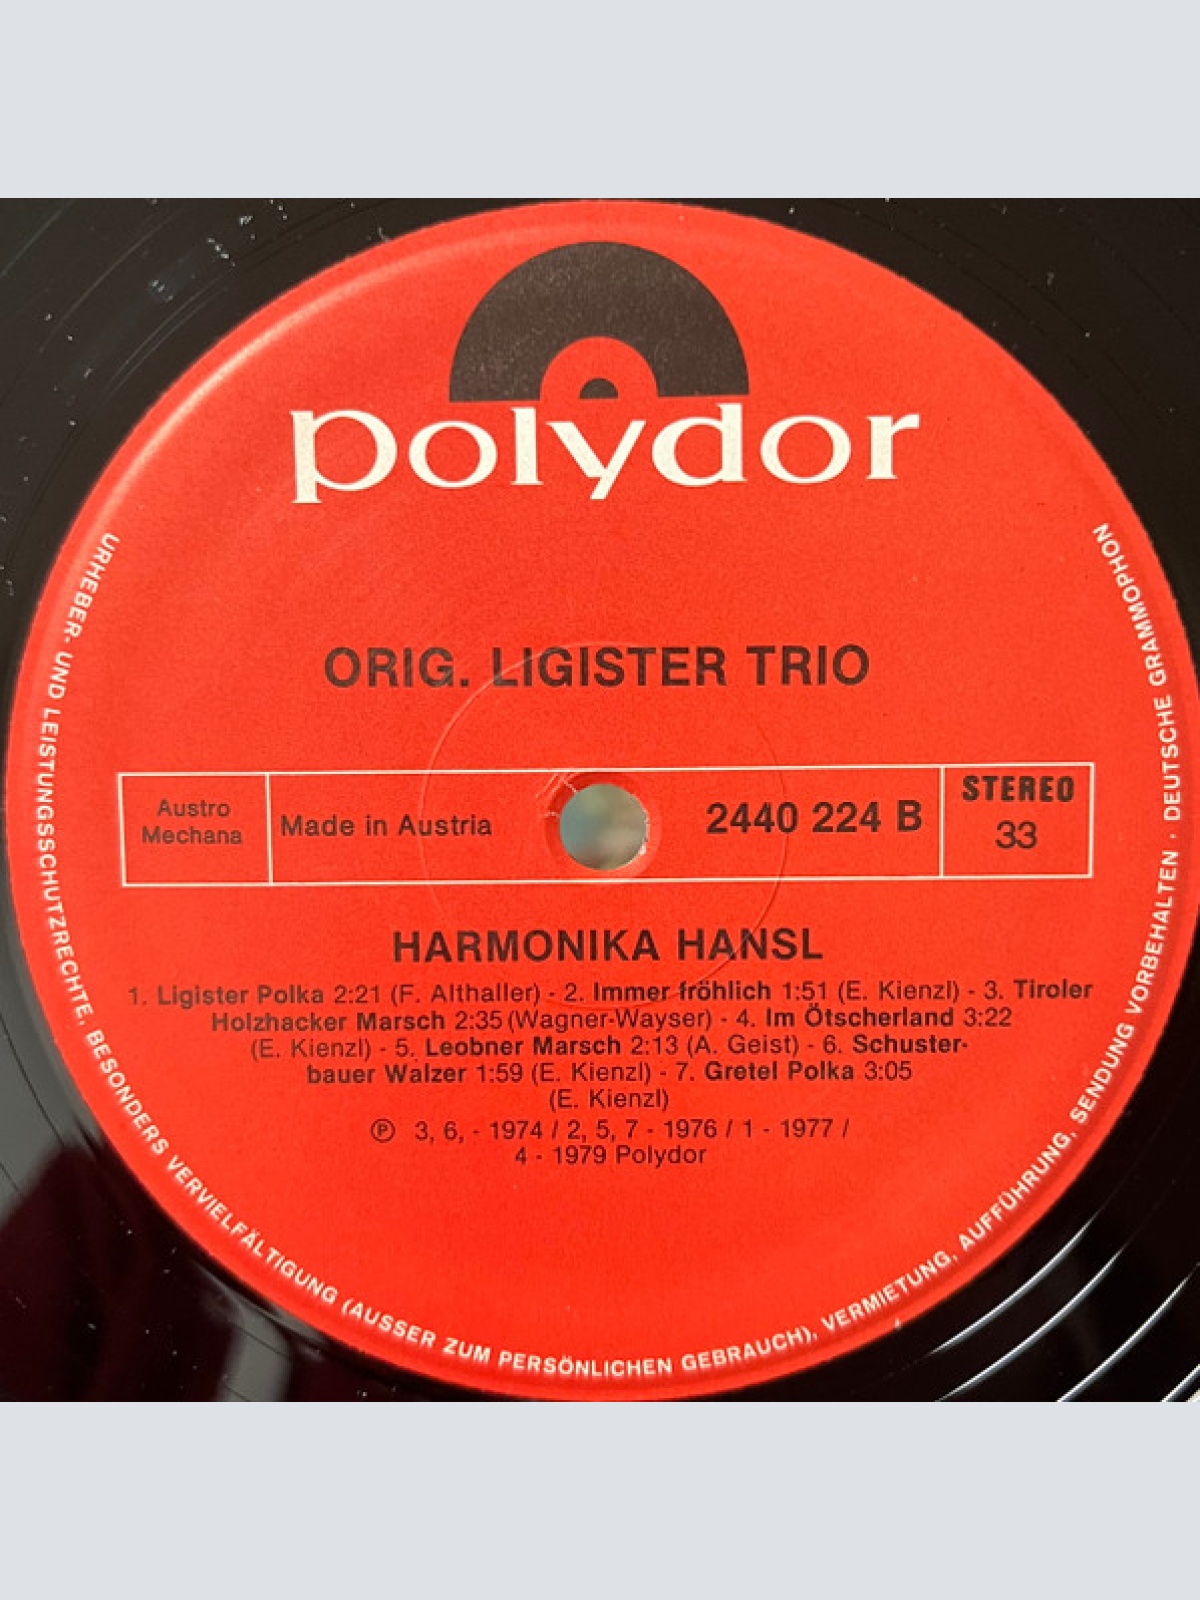 polydor
ORIG. LIGISTER TRIO
Austro
Mechana
Made in Austria
2440 224 B
STEREO
33
HARMONIKA HANSL
1. Ligister Polka 2:21 (F. Althaller) - 2. Immer fröhlich 1:51 (E. Kienzl) - 3. Tiroler
Holzhacker Marsch 2:35 (Wagner-Wayser) - 4. Im Ötscherland 3:22
(E. Kienzl) - 5. Leobner Marsch 2:13 (A. Geist) - 6. Schuster-
bauer Walzer 1:59 (E. Kienzl) - 7. Gretel Polka 3:05
(E. Kienzl)
Ⓟ 3, 6, - 1974 / 2, 5, 7 - 1976 / 1 - 1977 /
4 - 1979 Polydor
URHEBER- UND LEISTUNGSSCHUTZRECHTE, BESONDERS VERVIELFÄLTIGUNG (AUSSER ZUM PERSÖNLICHEN GEBRAUCH), VERMIETUNG, AUFFÜHRUNG, SENDUNG VORBEHALTEN · DEUTSCHE GRAMMOPHON